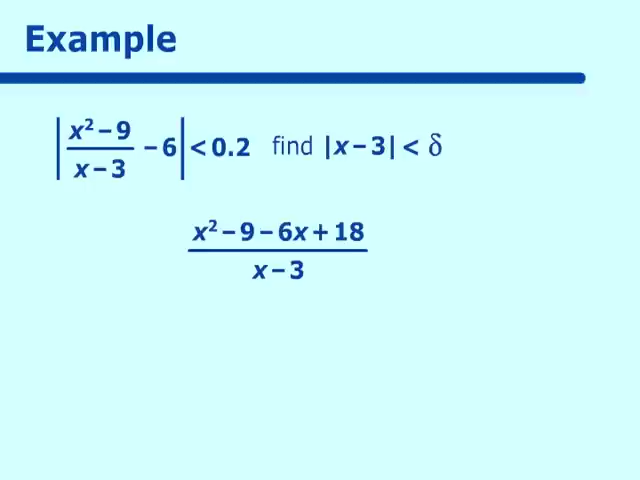 Example
|x² – 9 / x – 3 – 6| < 0.2 find |x – 3| < δ
x² – 9 – 6x + 18
x – 3